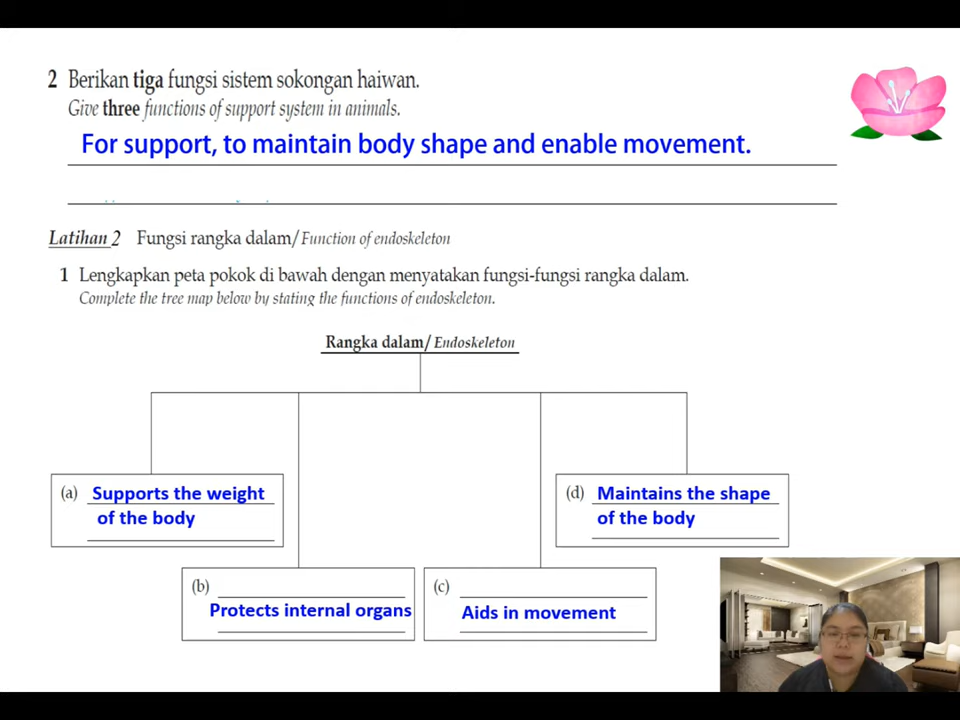 2 Berikan tiga fungsi sistem sokongan haiwan.
Give three functions of support system in animals.
For support, to maintain body shape and enable movement.
Latihan 2 Fungsi rangka dalam/Function of endoskeleton
1 Lengkapkan peta pokok di bawah dengan menyatakan fungsi-fungsi rangka dalam.
Complete the tree map below by stating the functions of endoskeleton.
Rangka dalam/Endoskeleton
(a) Supports the weight
of the body
(b)
Protects internal organs
(c)
Aids in movement
(d) Maintains the shape
of the body